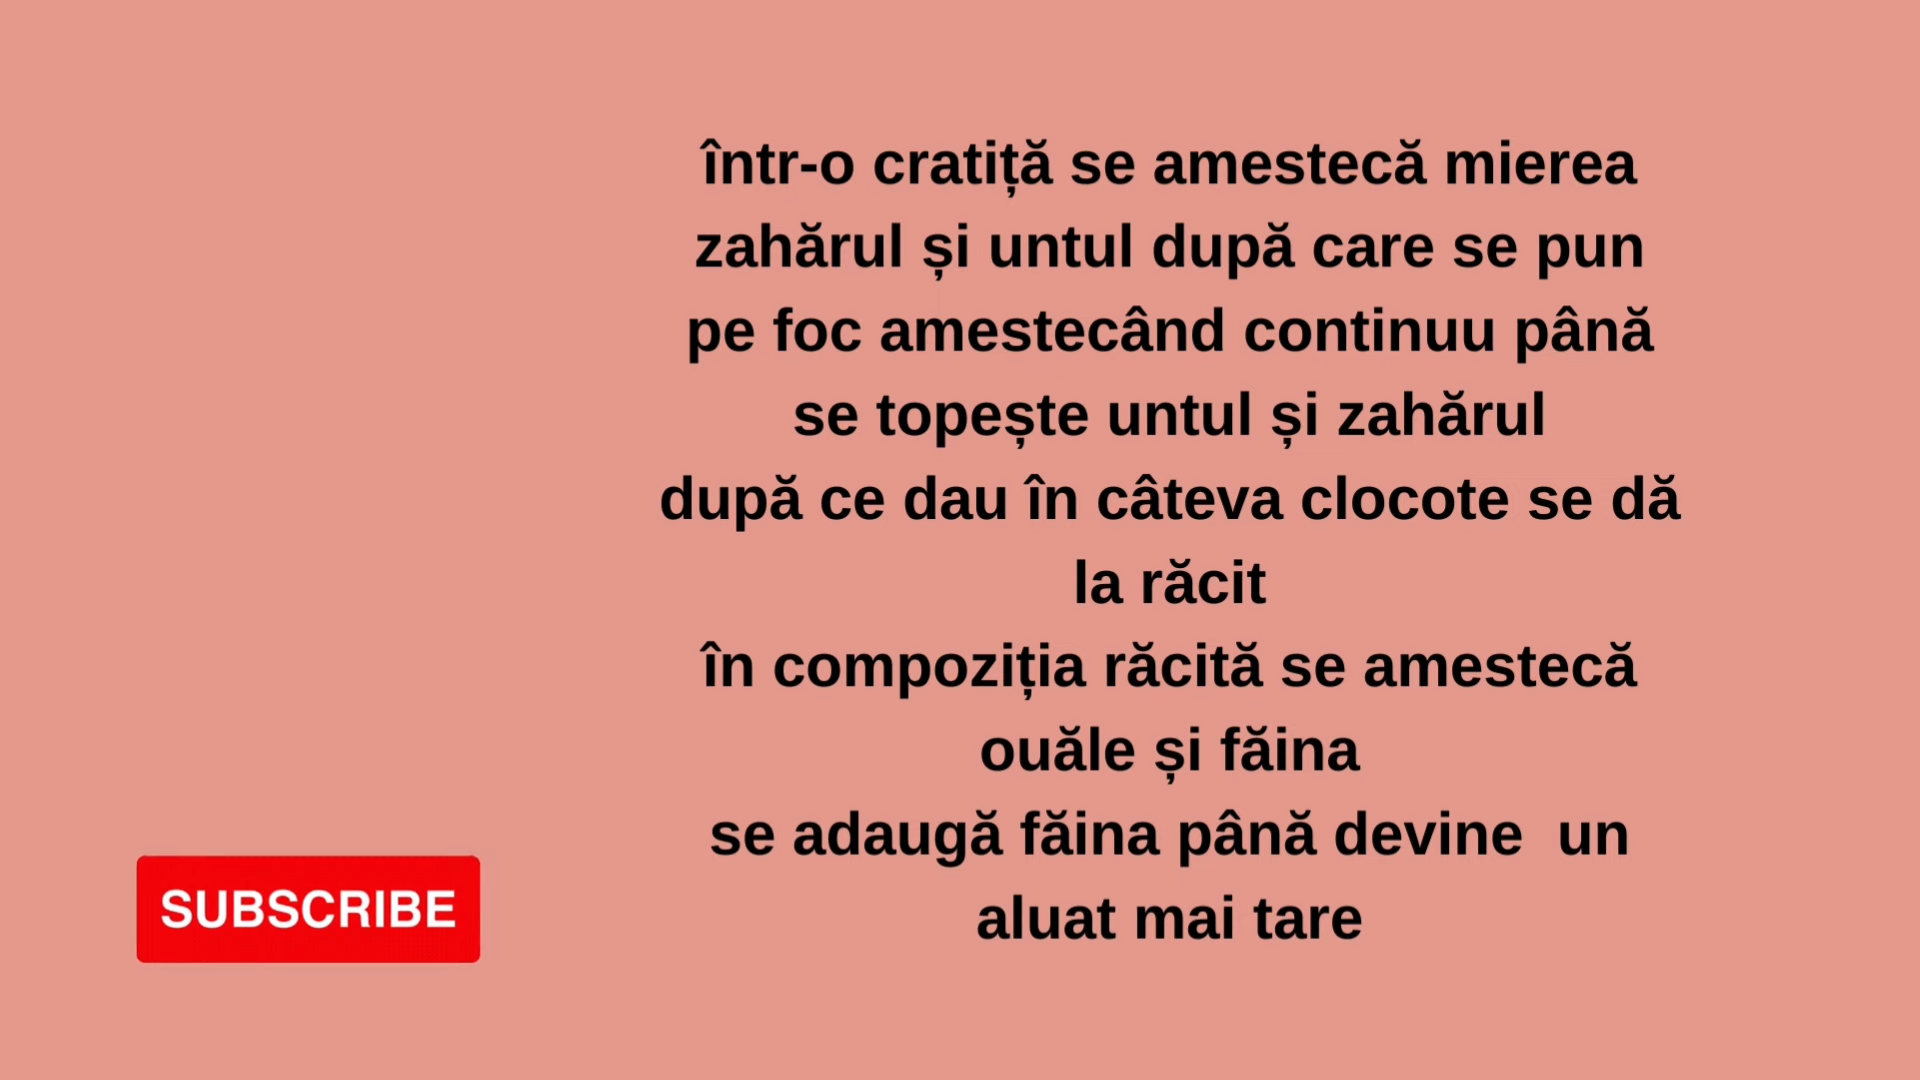 într-o cratiță se amestecă mierea
zahărul și untul după care se pun
pe foc amestecând continuu până
se topește untul și zahărul
după ce dau în câteva clocote se dă
la răcit
în compoziția răcită se amestecă
ouăle și făina
se adaugă făina până devine  un
aluat mai tare
SUBSCRIBE